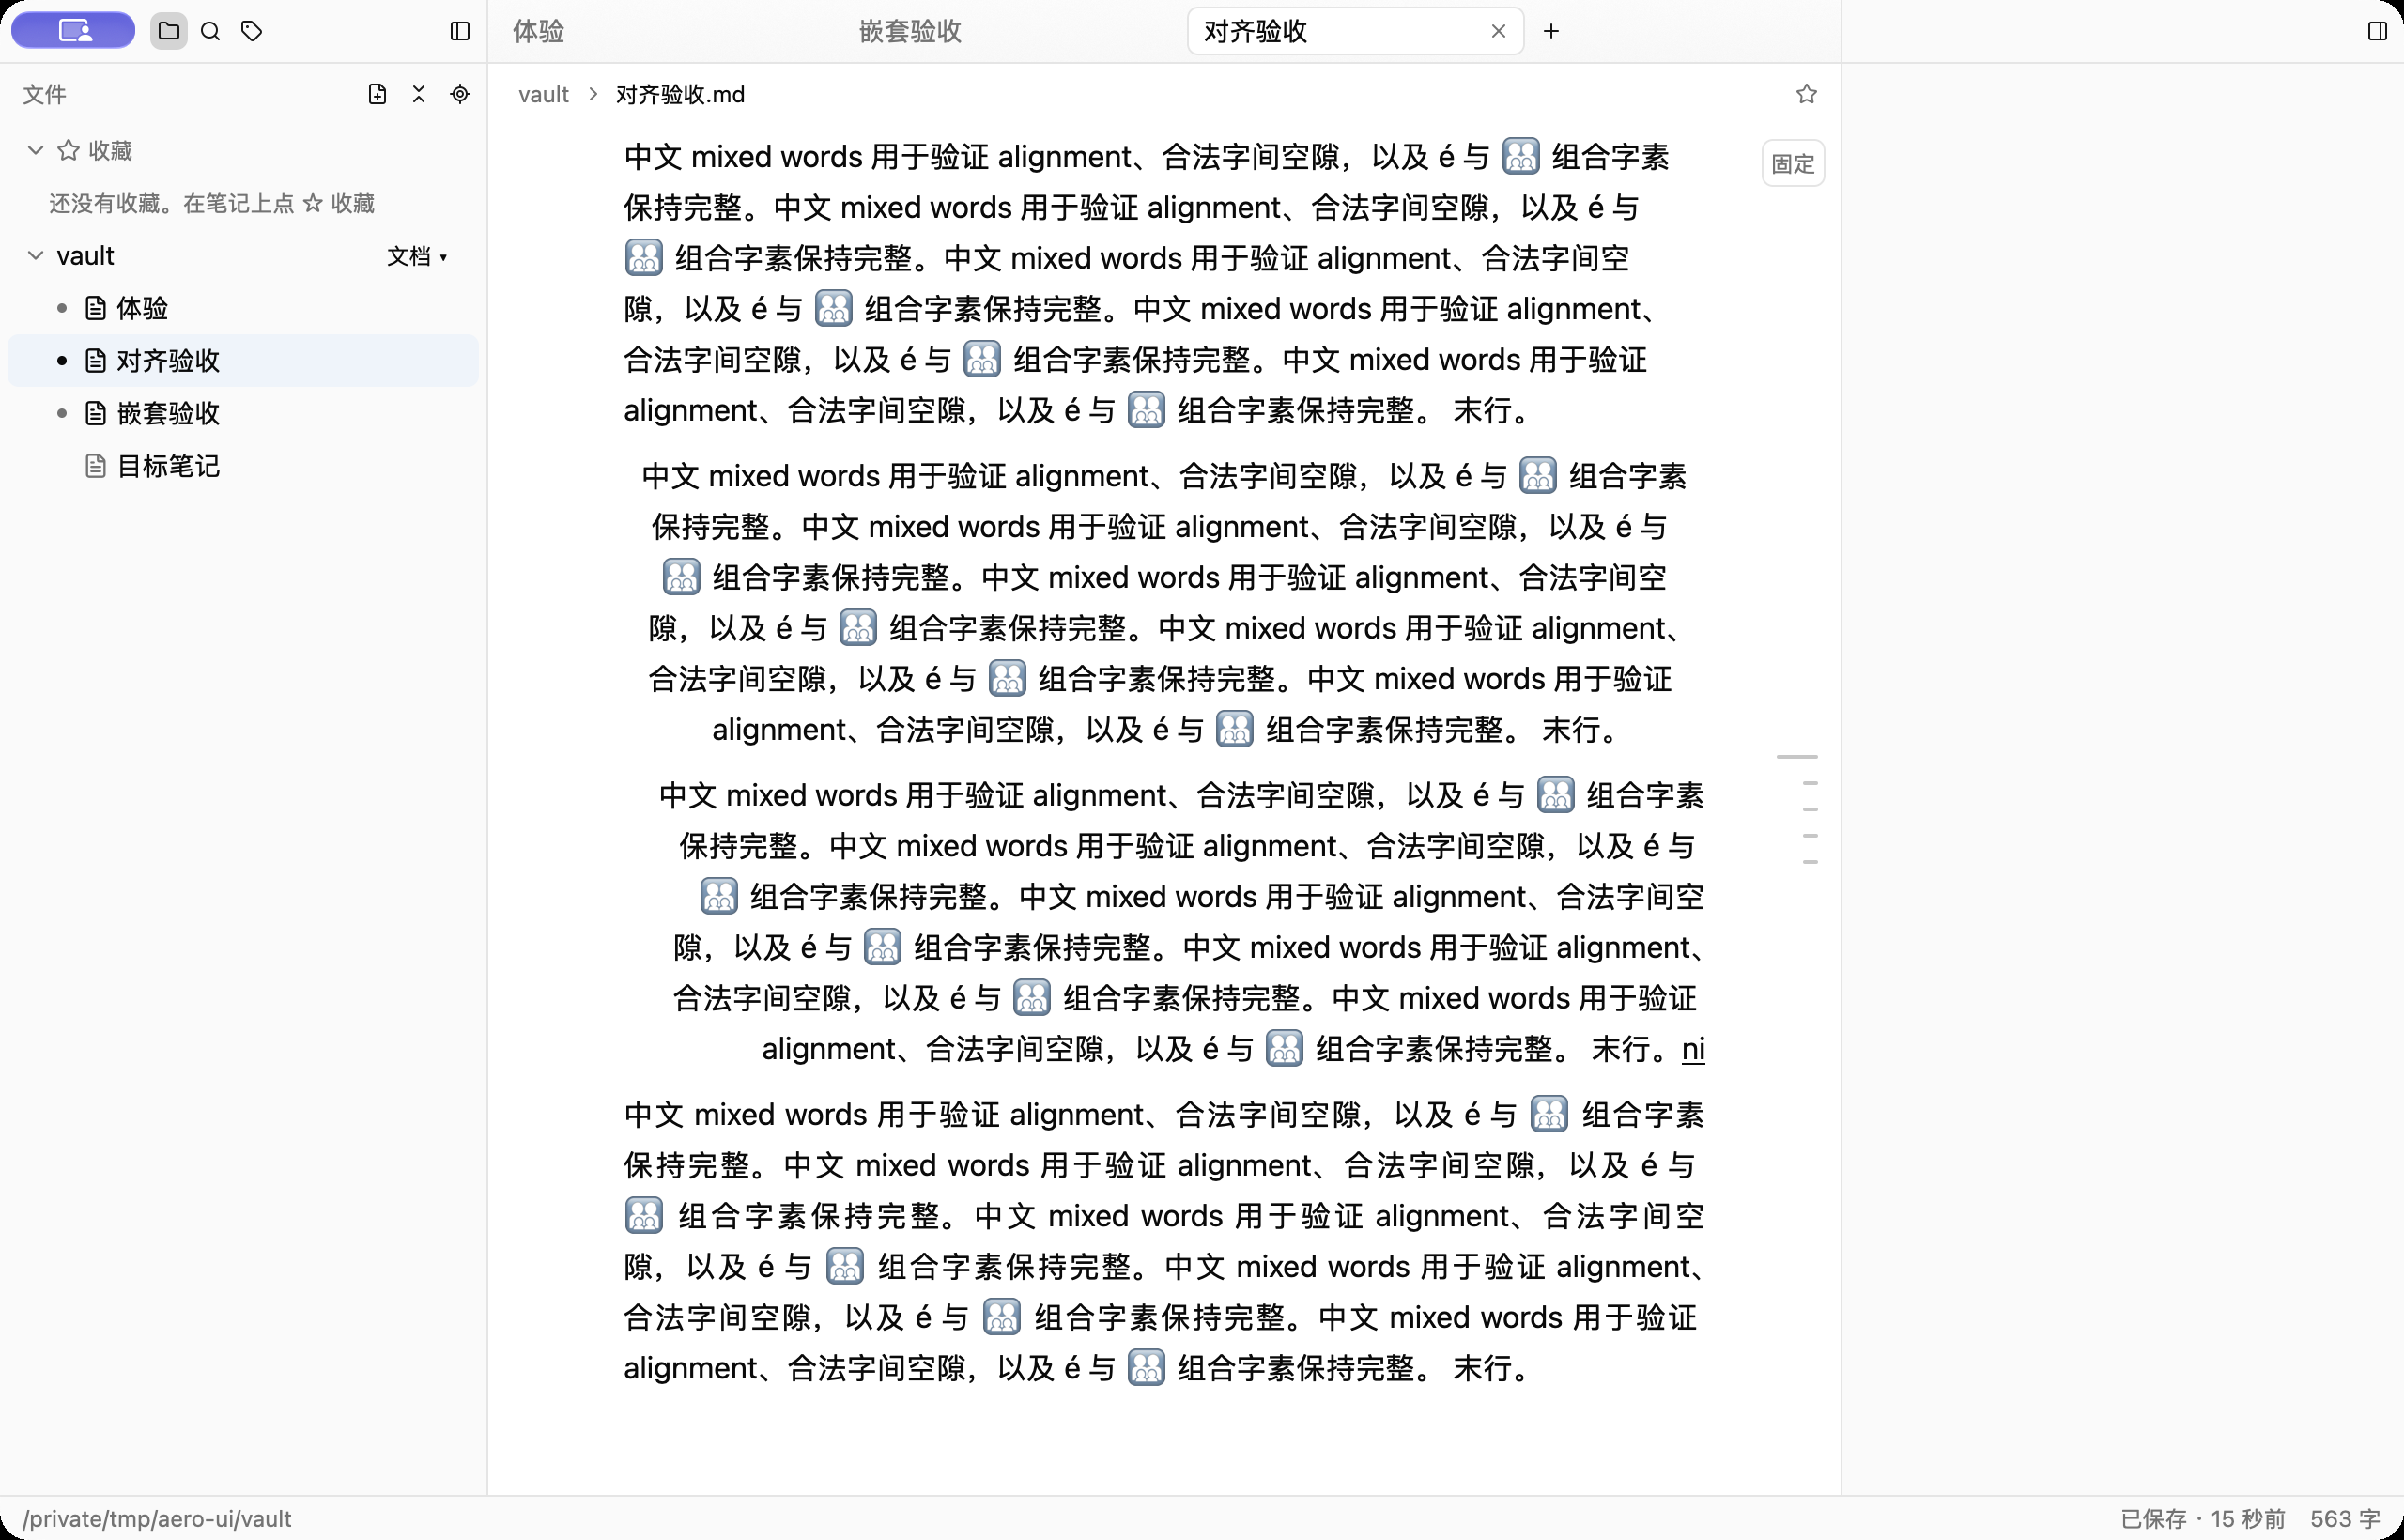 体验
嵌套验收
对齐验收
文件
vault
对齐验收.md
收藏
还没有收藏。在笔记上点 ☆ 收藏
vault
文档
体验
对齐验收
嵌套验收
目标笔记
固定
中文 mixed words 用于验证 alignment、合法字间空隙，以及 é 与 👨‍👩‍👧‍👦 组合字素
保持完整。中文 mixed words 用于验证 alignment、合法字间空隙，以及 é 与
👨‍👩‍👧‍👦 组合字素保持完整。中文 mixed words 用于验证 alignment、合法字间空
隙，以及 é 与 👨‍👩‍👧‍👦 组合字素保持完整。中文 mixed words 用于验证 alignment、
合法字间空隙，以及 é 与 👨‍👩‍👧‍👦 组合字素保持完整。中文 mixed words 用于验证
alignment、合法字间空隙，以及 é 与 👨‍👩‍👧‍👦 组合字素保持完整。 末行。
中文 mixed words 用于验证 alignment、合法字间空隙，以及 é 与 👨‍👩‍👧‍👦 组合字素
保持完整。中文 mixed words 用于验证 alignment、合法字间空隙，以及 é 与
👨‍👩‍👧‍👦 组合字素保持完整。中文 mixed words 用于验证 alignment、合法字间空
隙，以及 é 与 👨‍👩‍👧‍👦 组合字素保持完整。中文 mixed words 用于验证 alignment、
合法字间空隙，以及 é 与 👨‍👩‍👧‍👦 组合字素保持完整。中文 mixed words 用于验证
alignment、合法字间空隙，以及 é 与 👨‍👩‍👧‍👦 组合字素保持完整。 末行。
中文 mixed words 用于验证 alignment、合法字间空隙，以及 é 与 👨‍👩‍👧‍👦 组合字素
保持完整。中文 mixed words 用于验证 alignment、合法字间空隙，以及 é 与
👨‍👩‍👧‍👦 组合字素保持完整。中文 mixed words 用于验证 alignment、合法字间空
隙，以及 é 与 👨‍👩‍👧‍👦 组合字素保持完整。中文 mixed words 用于验证 alignment、
合法字间空隙，以及 é 与 👨‍👩‍👧‍👦 组合字素保持完整。中文 mixed words 用于验证
alignment、合法字间空隙，以及 é 与 👨‍👩‍👧‍👦 组合字素保持完整。 末行。ni
中文 mixed words 用于验证 alignment、合法字间空隙，以及 é 与 👨‍👩‍👧‍👦 组合字素
保持完整。中文 mixed words 用于验证 alignment、合法字间空隙，以及 é 与
👨‍👩‍👧‍👦 组合字素保持完整。中文 mixed words 用于验证 alignment、合法字间空
隙，以及 é 与 👨‍👩‍👧‍👦 组合字素保持完整。中文 mixed words 用于验证 alignment、
合法字间空隙，以及 é 与 👨‍👩‍👧‍👦 组合字素保持完整。中文 mixed words 用于验证
alignment、合法字间空隙，以及 é 与 👨‍👩‍👧‍👦 组合字素保持完整。 末行。
/private/tmp/aero-ui/vault
已保存 · 15 秒前 563 字